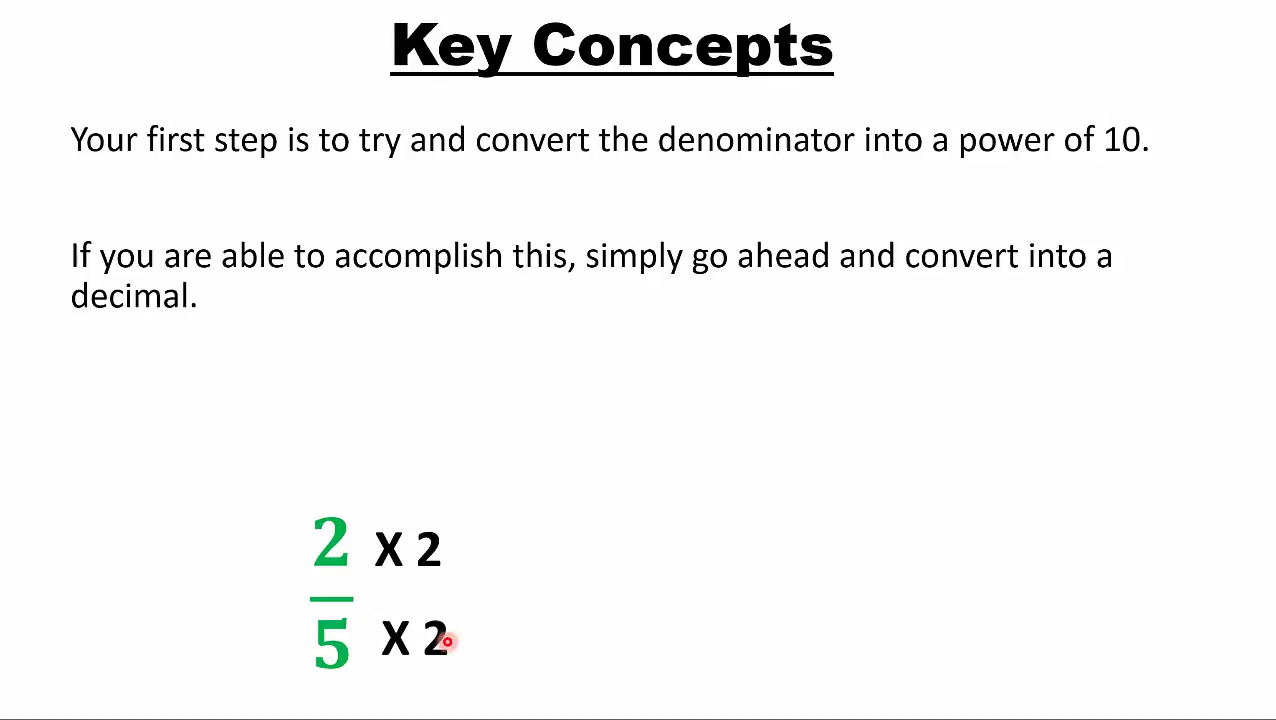 Key Concepts
Your first step is to try and convert the denominator into a power of 10.
If you are able to accomplish this, simply go ahead and convert into a
decimal.
2 X 2
5 X 2